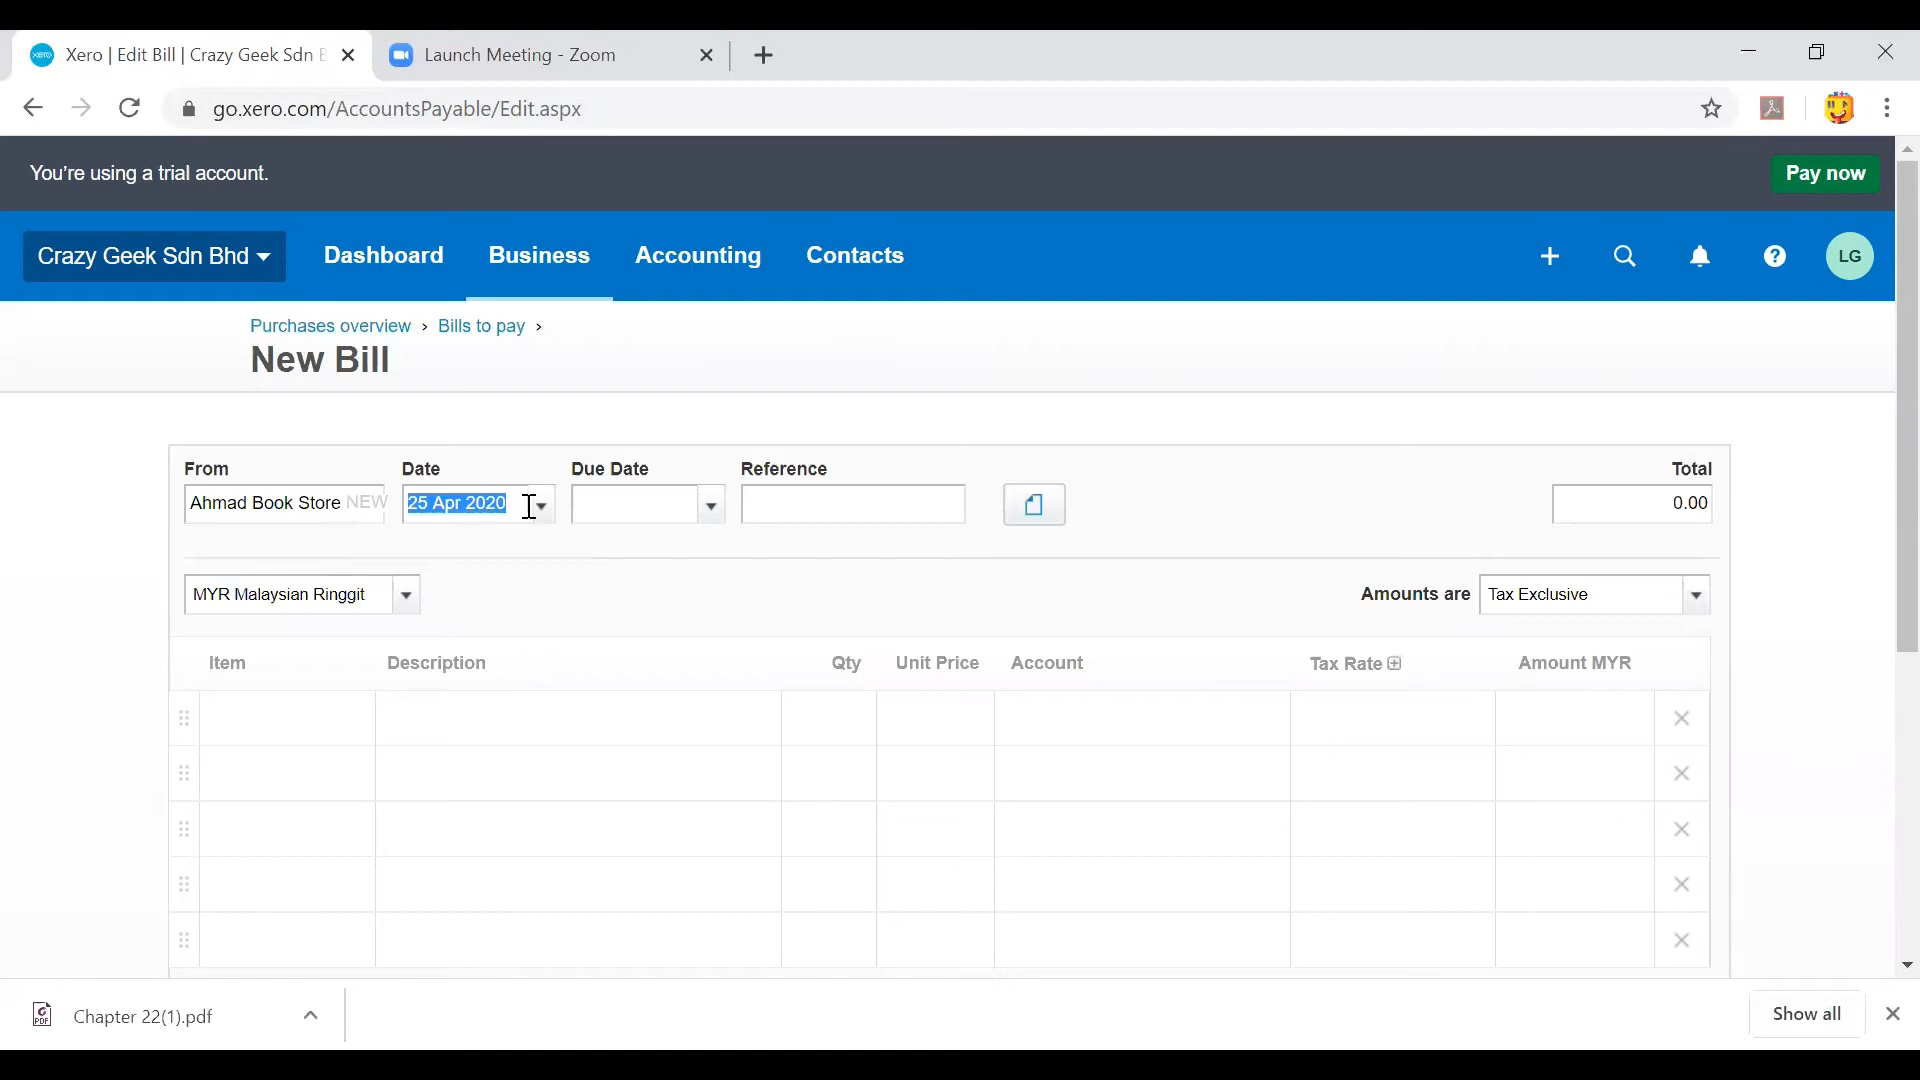 Xero | Edit Bill | Crazy Geek Sdn B
Launch Meeting - Zoom
go.xero.com/AccountsPayable/Edit.aspx
You're using a trial account.
Pay now
Crazy Geek Sdn Bhd
Dashboard
Business
Accounting
Contacts
LG
Purchases overview › Bills to pay ›
New Bill
From
Date
Due Date
Reference
Total
Ahmad Book Store NEW
25 Apr 2020
0.00
MYR Malaysian Ringgit
Amounts are
Tax Exclusive
Item
Description
Qty
Unit Price
Account
Tax Rate
Amount MYR
Chapter 22(1).pdf
Show all